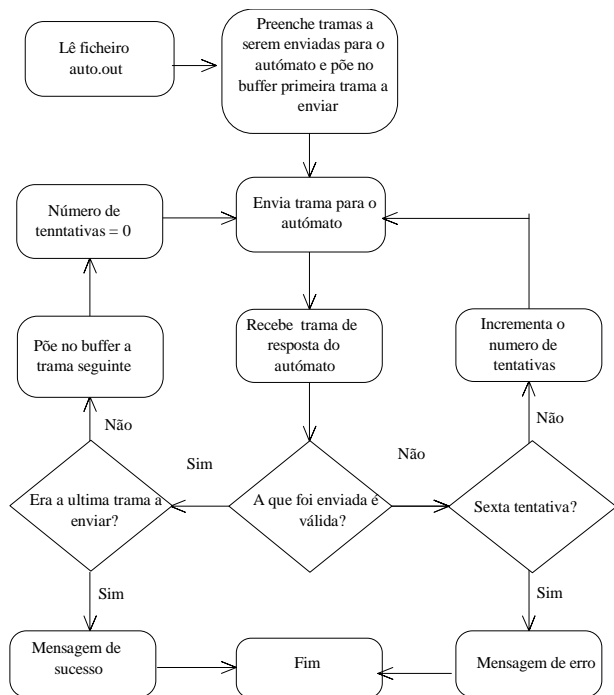 Lê ficheiro
auto.out
Preenche tramas a
serem enviadas para o
autómato e põe no
buffer primeira trama a
enviar
Número de
tenntativas = 0
Envia trama para o
autómato
Põe no buffer a
trama seguinte
Recebe trama de
resposta do
autómato
Incrementa o
numero de
tentativas
Não
Não
Sim
Não
Era a ultima trama a
enviar?
A que foi enviada é
válida?
Sexta tentativa?
Sim
Sim
Mensagem de
sucesso
Fim
Mensagem de erro